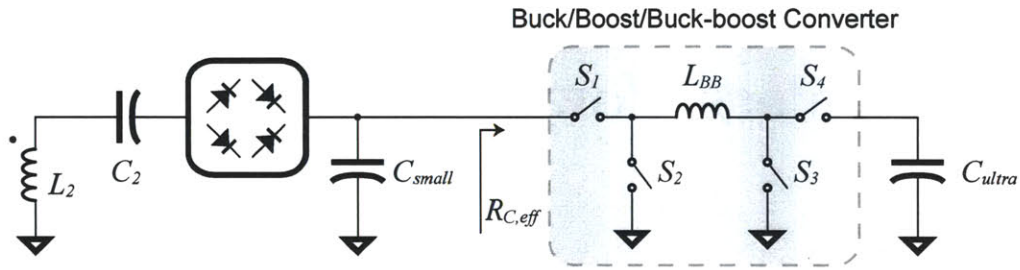 Buck/Boost/Buck-boost Converter
S1
LBB
S4
C2
L2
Csmall
RC,eff
S2
S3
Cultra